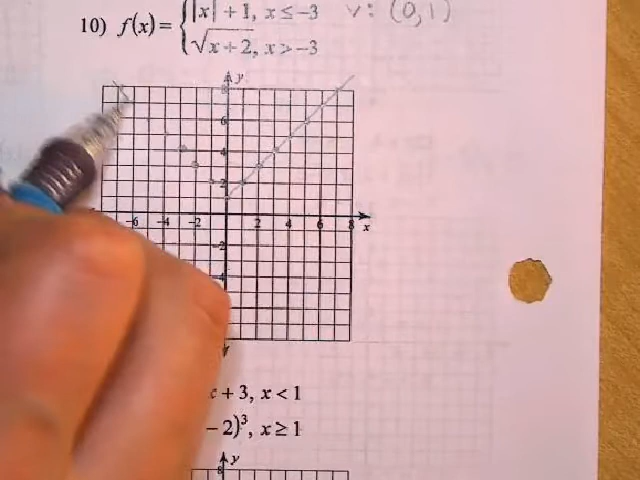 10) f(x) = { |x| + 1, x ≤ −3 v: (0,1)
√x+2, x > −3
y
8
6
4
2
-6 -4 -2 2 4 6 8 x
-2
-4
+ 3, x < 1
− 2)³, x ≥ 1
y
8